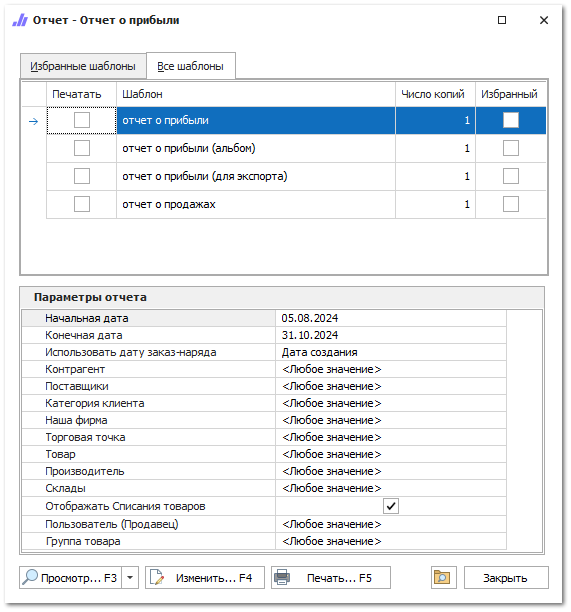 Отчет - Отчет о прибыли
Избранные шаблоны Все шаблоны
Печатать Шаблон Число копий Избранный
отчет о прибыли 1
отчет о прибыли (альбом) 1
отчет о прибыли (для экспорта) 1
отчет о продажах 1
Параметры отчета
Начальная дата 05.08.2024
Конечная дата 31.10.2024
Использовать дату заказ-наряда Дата создания
Контрагент <Любое значение>
Поставщики <Любое значение>
Категория клиента <Любое значение>
Наша фирма <Любое значение>
Торговая точка <Любое значение>
Товар <Любое значение>
Производитель <Любое значение>
Склады <Любое значение>
Отображать Списания товаров
Пользователь (Продавец) <Любое значение>
Группа товара <Любое значение>
Просмотр... F3 Изменить... F4 Печать... F5 Закрыть